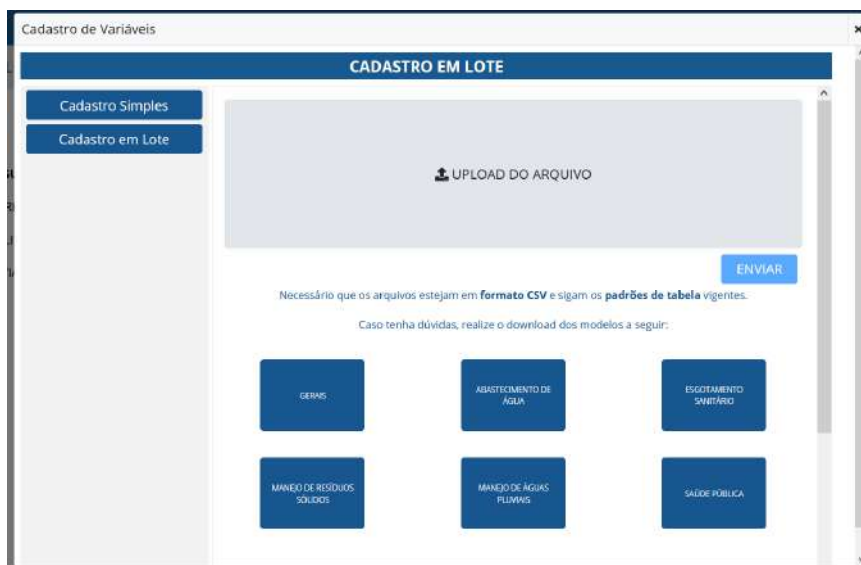 Cadastro de Variáveis
CADASTRO EM LOTE
Cadastro Simples
Cadastro em Lote
UPLOAD DO ARQUIVO
ENVIAR
Necessário que os arquivos estejam em formato CSV e sigam os padrões de tabela vigentes.
Caso tenha dúvidas, realize o download dos modelos a seguir:
GERAIS
ABASTECIMENTO DE
ÁGUA
ESGOTAMENTO
SANITÁRIO
MANEJO DE RESÍDUOS
SÓLIDOS
MANEJO DE ÁGUAS
PLUVIAIS
SAÚDE PÚBLICA